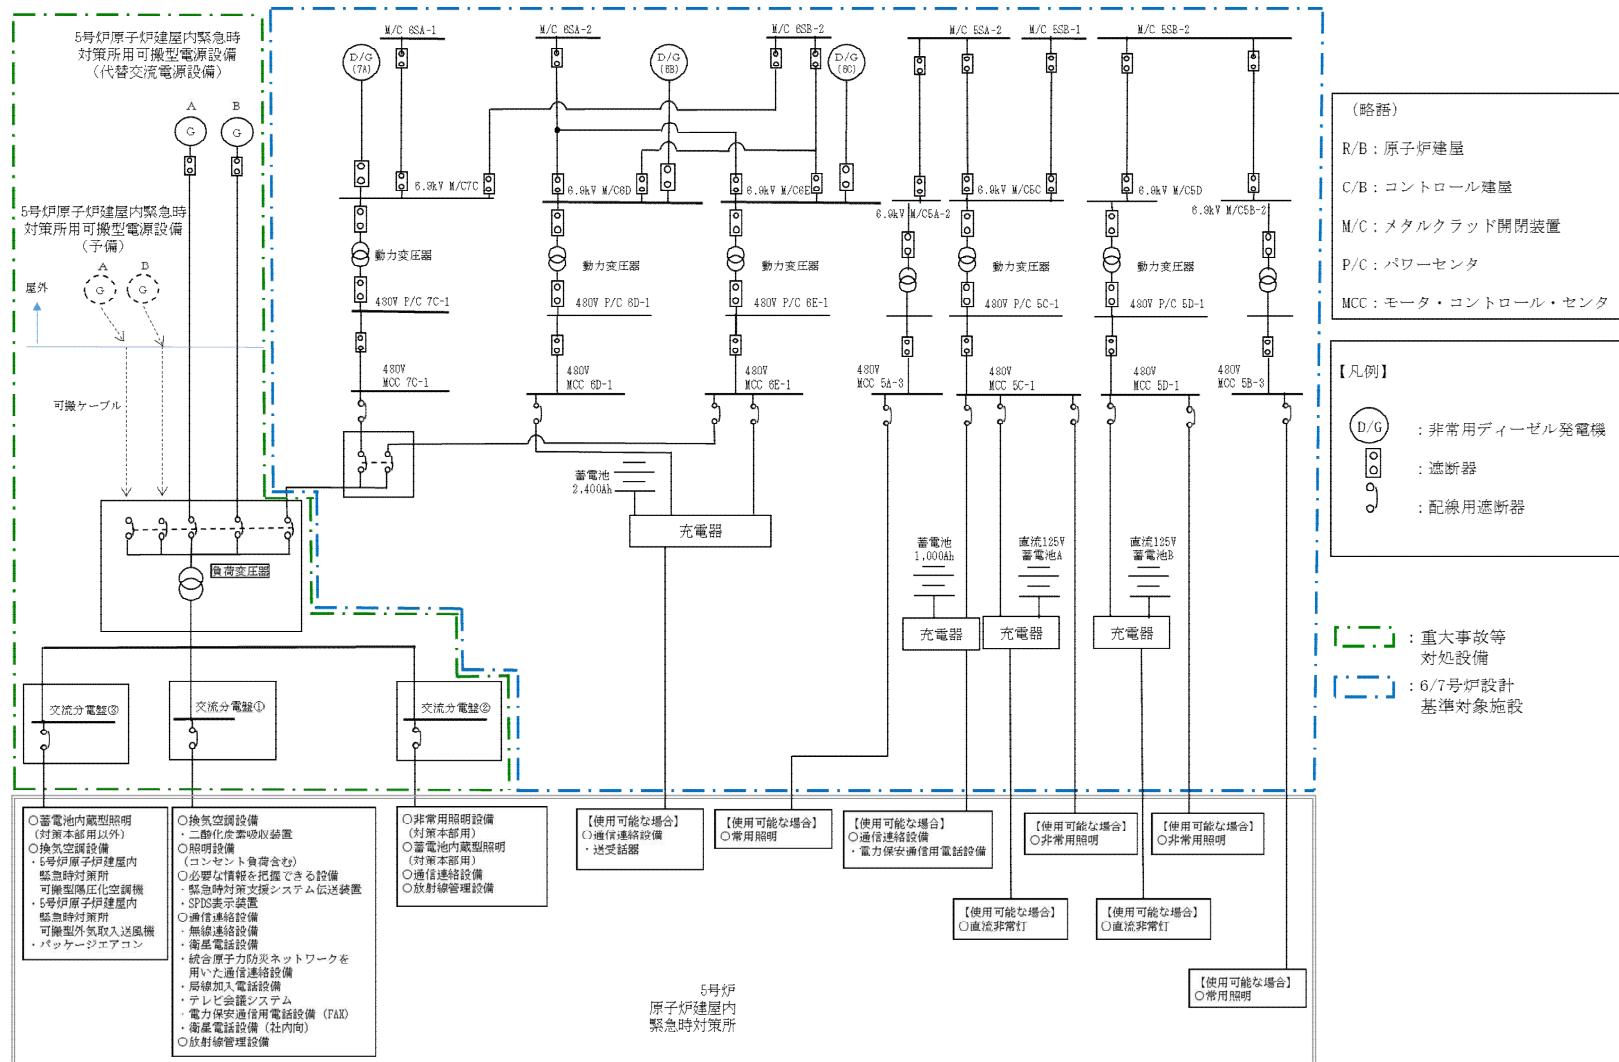 5号炉原子炉建屋内緊急時
対策所用可搬型電源設備
（代替交流電源設備）
A
B
G
G
5号炉原子炉建屋内緊急時
対策所用可搬型電源設備
（予備）
A
B
G
G
屋外
可搬ケーブル
負荷変圧器
交流分電盤③
交流分電盤①
交流分電盤②
M/C 6SA-1
M/C 6SA-2
M/C 6SB-2
M/C 5SA-2
M/C 5SB-1
M/C 5SB-2
D/G
(7A)
D/G
(6B)
D/G
(6C)
6.9kV M/C7C
6.9kV M/C6D
6.9kV M/C6E
6.9kV M/C5A-2
6.9kV M/C5C
6.9kV M/C5D
6.9kV M/C5B-2
動力変圧器
動力変圧器
動力変圧器
動力変圧器
動力変圧器
480V P/C 7C-1
480V P/C 6D-1
480V P/C 6E-1
480V P/C 5C-1
480V P/C 5D-1
480V
MCC 7C-1
480V
MCC 6D-1
480V
MCC 6E-1
480V
MCC 5A-3
480V
MCC 5C-1
480V
MCC 5D-1
480V
MCC 5B-3
蓄電池
2,400Ah
充電器
蓄電池
1,000Ah
直流125V
蓄電池A
直流125V
蓄電池B
充電器
充電器
充電器
○蓄電池内蔵型照明
(対策本部用以外)
○換気空調設備
・5号炉原子炉建屋内
緊急時対策所
可搬型陽圧化空調機
・5号炉原子炉建屋内
緊急時対策所
可搬型外気取入送風機
・パッケージエアコン
○換気空調設備
・二酸化炭素吸収装置
○照明設備
(コンセント負荷含む)
○必要な情報を把握できる設備
・緊急時対策支援システム伝送装置
・SPDS表示装置
○通信連絡設備
・無線連絡設備
・衛星電話設備
・統合原子力防災ネットワークを
用いた通信連絡設備
・局線加入電話設備
・テレビ会議システム
・電力保安通信用電話設備 (FAX)
・衛星電話設備（社内向）
○放射線管理設備
○非常用照明設備
(対策本部用)
○蓄電池内蔵型照明
(対策本部用)
○通信連絡設備
○放射線管理設備
【使用可能な場合】
○通信連絡設備
・送受話器
【使用可能な場合】
○常用照明
【使用可能な場合】
○通信連絡設備
・電力保安通信用電話設備
【使用可能な場合】
○非常用照明
【使用可能な場合】
○非常用照明
【使用可能な場合】
○直流非常灯
【使用可能な場合】
○直流非常灯
【使用可能な場合】
○常用照明
5号炉
原子炉建屋内
緊急時対策所
（略語）
R/B：原子炉建屋
C/B：コントロール建屋
M/C：メタルクラッド開閉装置
P/C：パワーセンタ
MCC：モータ・コントロール・センタ
【凡例】
D/G ：非常用ディーゼル発電機
：遮断器
：配線用遮断器
：重大事故等
対処設備
：6/7号炉設計
基準対象施設